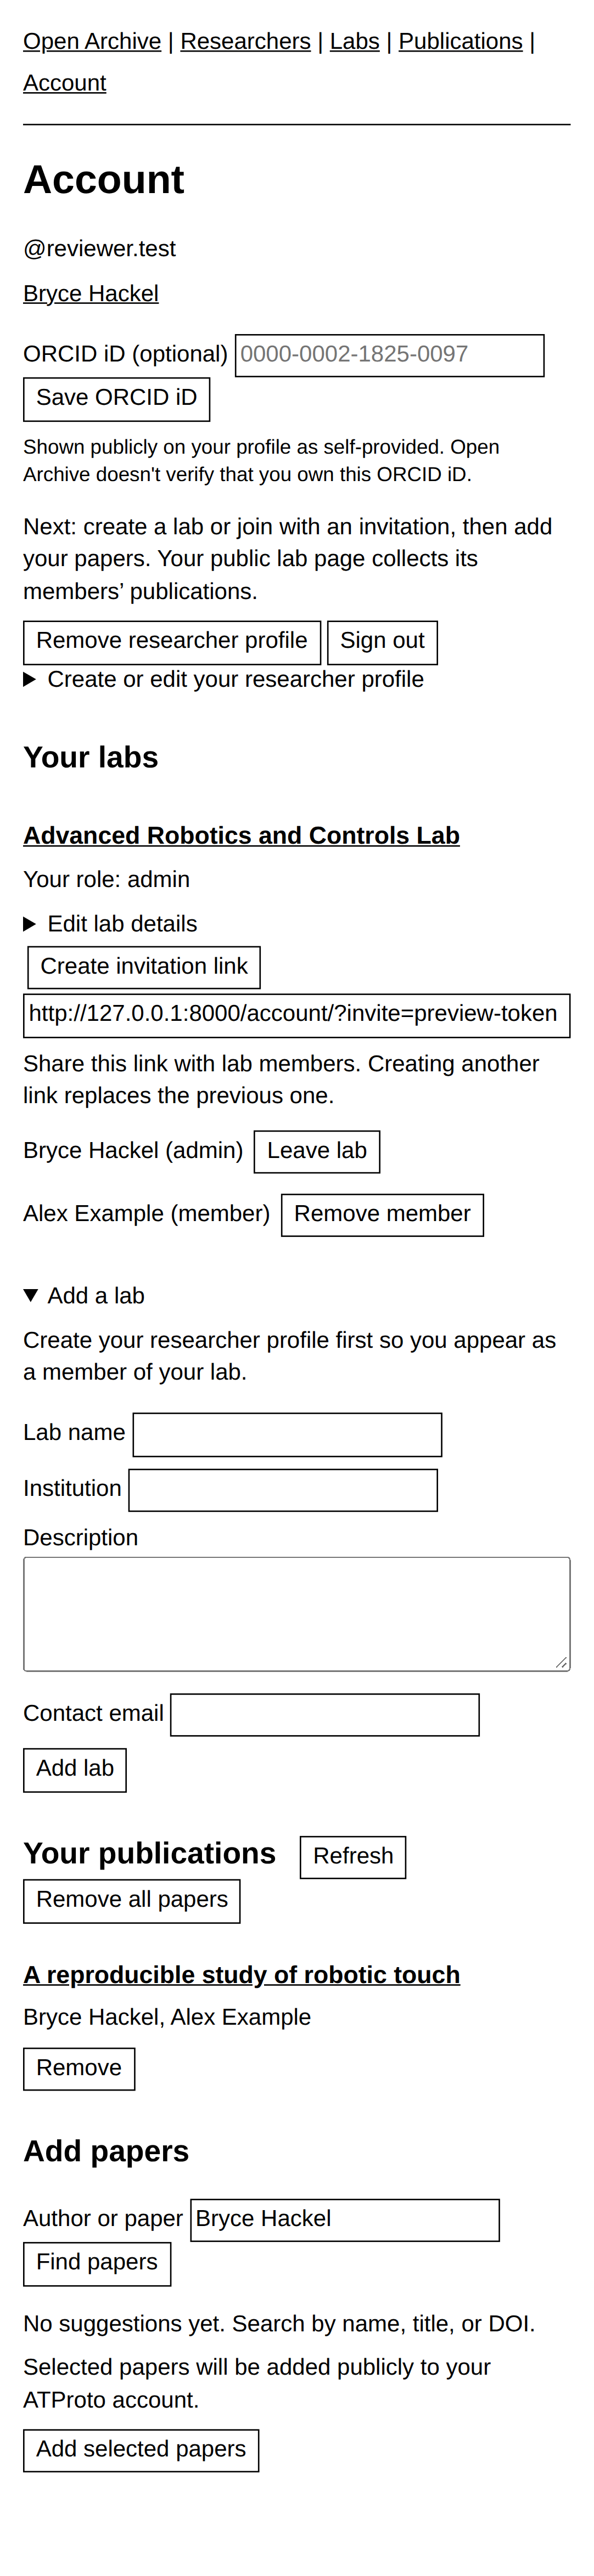 Open Archive | Researchers | Labs | Publications |
Account
Account
@reviewer.test
Bryce Hackel
ORCID iD (optional) 0000-0002-1825-0097
Save ORCID iD
Shown publicly on your profile as self-provided. Open
Archive doesn't verify that you own this ORCID iD.
Next: create a lab or join with an invitation, then add
your papers. Your public lab page collects its
members’ publications.
Remove researcher profile Sign out
Create or edit your researcher profile
Your labs
Advanced Robotics and Controls Lab
Your role: admin
Edit lab details
Create invitation link
http://127.0.0.1:8000/account/?invite=preview-token
Share this link with lab members. Creating another
link replaces the previous one.
Bryce Hackel (admin) Leave lab
Alex Example (member) Remove member
Add a lab
Create your researcher profile first so you appear as
a member of your lab.
Lab name
Institution
Description
Contact email
Add lab
Your publications Refresh
Remove all papers
A reproducible study of robotic touch
Bryce Hackel, Alex Example
Remove
Add papers
Author or paper Bryce Hackel
Find papers
No suggestions yet. Search by name, title, or DOI.
Selected papers will be added publicly to your
ATProto account.
Add selected papers